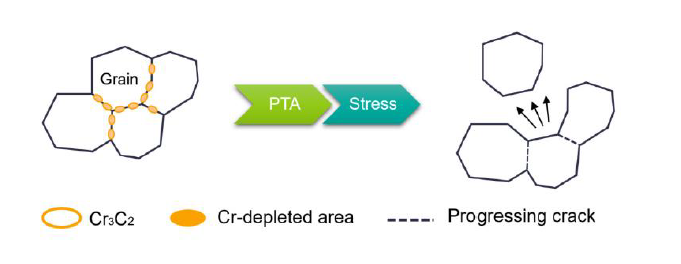 Grain
PTA
Stress
Cr₃C₂
Cr-depleted area
Progressing crack